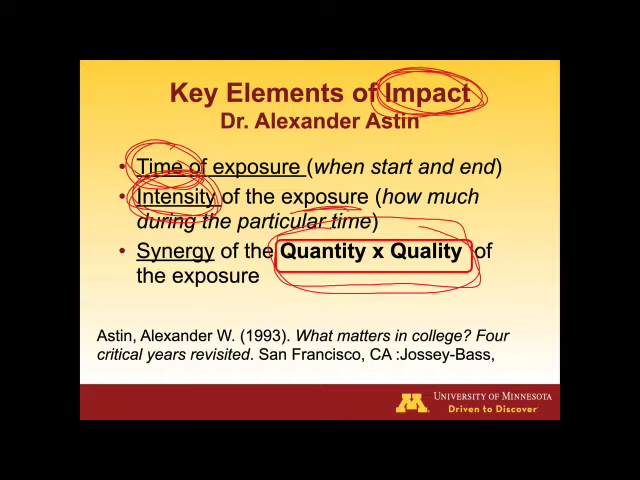 Key Elements of Impact
Dr. Alexander Astin
• Time of exposure (when start and end)
• Intensity of the exposure (how much
during the particular time)
• Synergy of the Quantity x Quality of
the exposure
Astin, Alexander W. (1993). What matters in college? Four
critical years revisited. San Francisco, CA :Jossey-Bass,
M
UNIVERSITY OF MINNESOTA
Driven to Discover